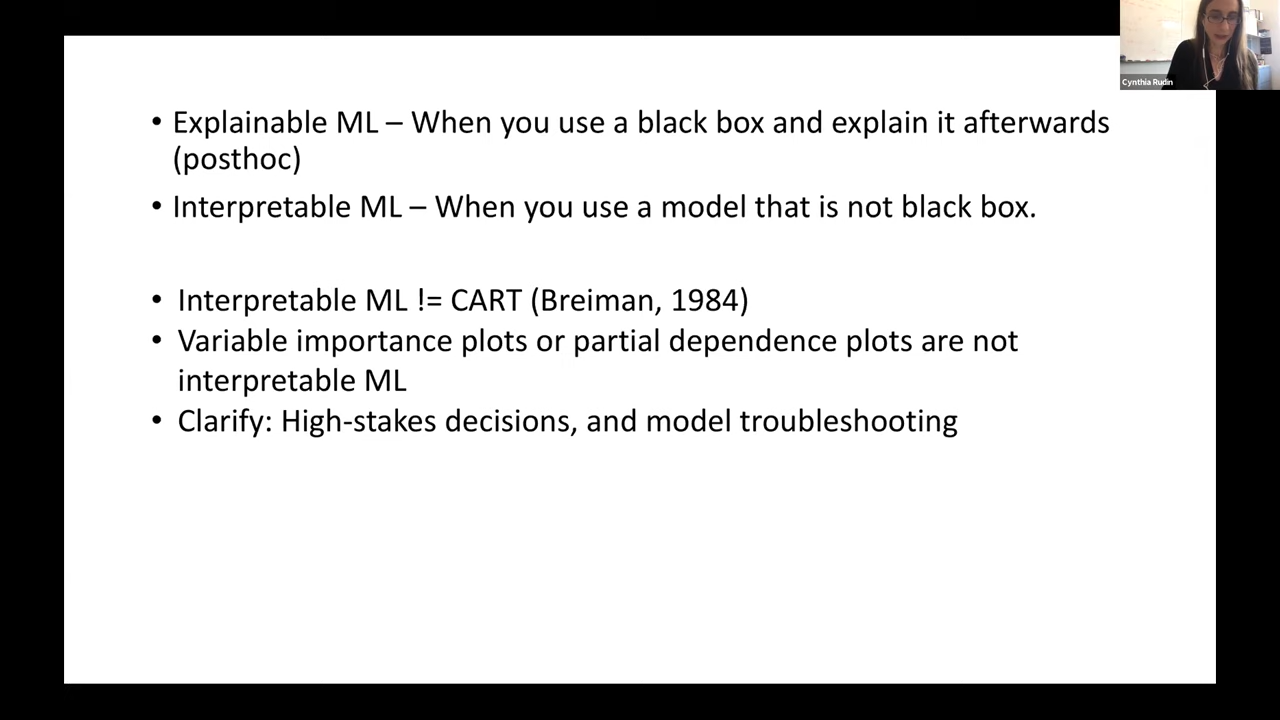 Cynthia Rudin
• Explainable ML – When you use a black box and explain it afterwards
(posthoc)
• Interpretable ML – When you use a model that is not black box.
• Interpretable ML != CART (Breiman, 1984)
• Variable importance plots or partial dependence plots are not
interpretable ML
• Clarify: High-stakes decisions, and model troubleshooting